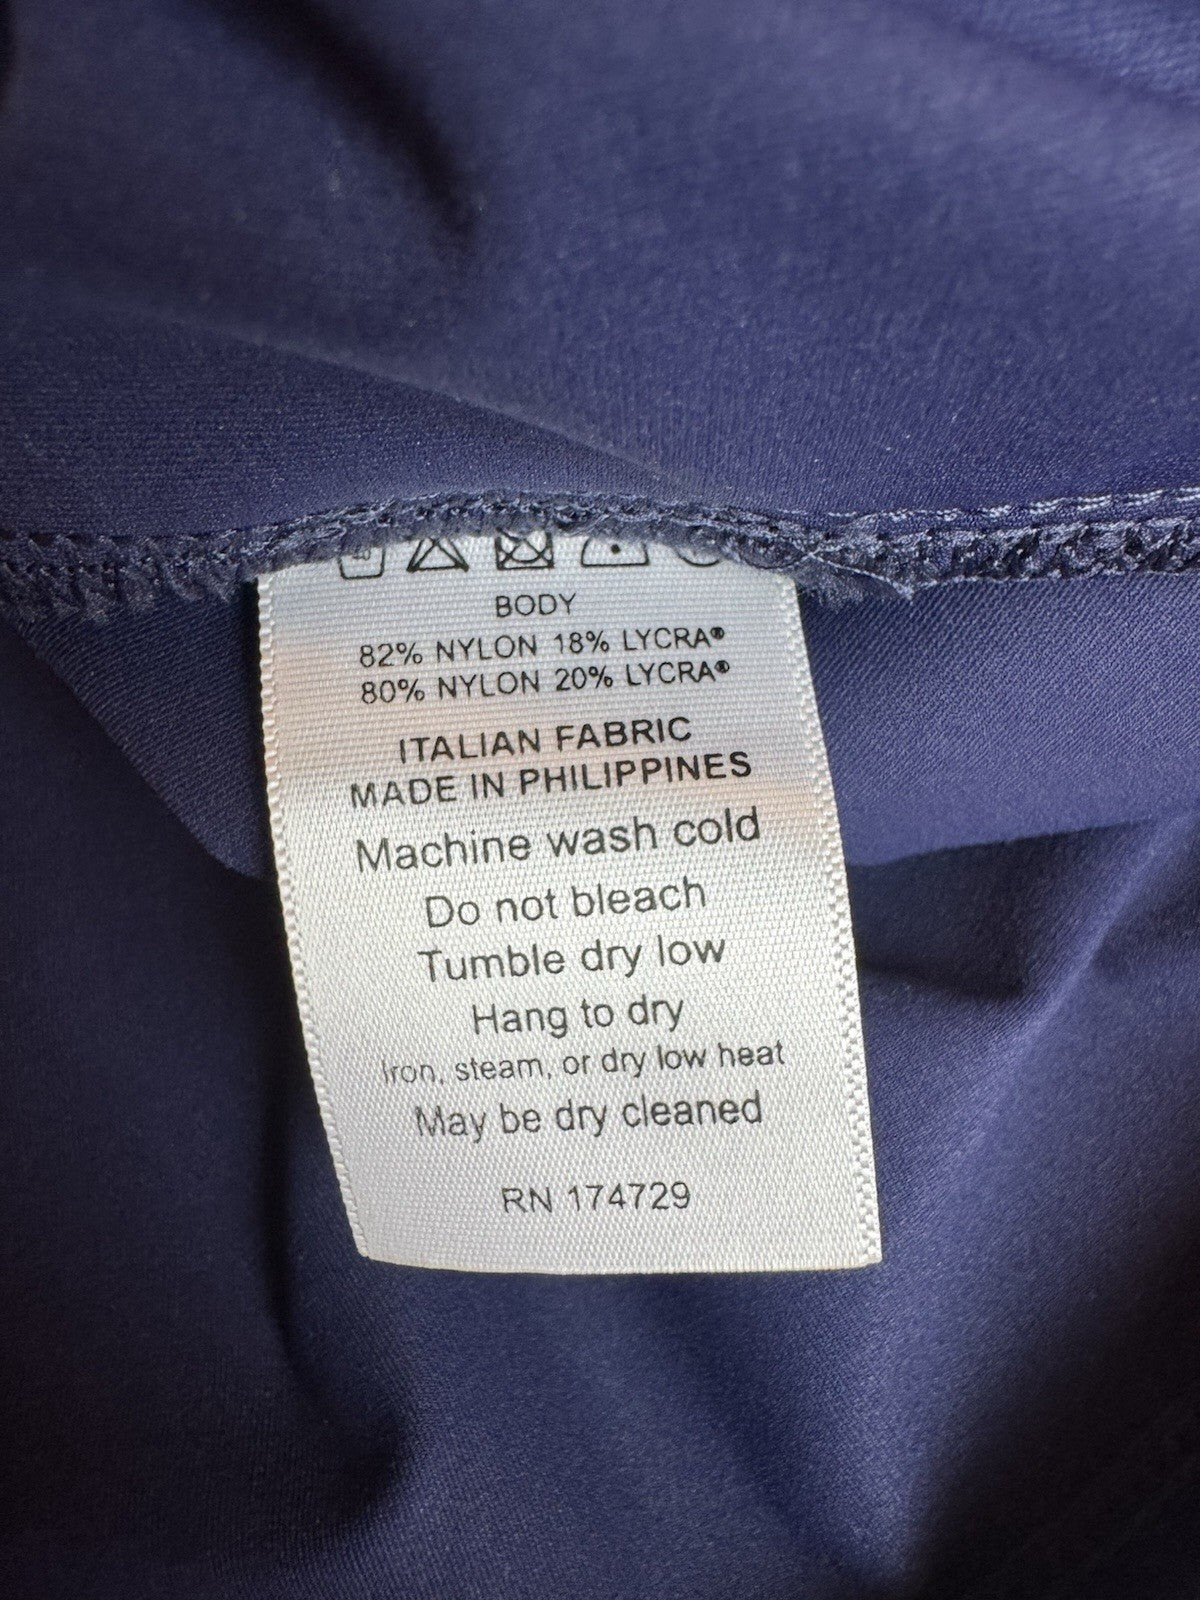 BODY
82% NYLON 18% LYCRA®
80% NYLON 20% LYCRA®
ITALIAN FABRIC
MADE IN PHILIPPINES
Machine wash cold
Do not bleach
Tumble dry low
Hang to dry
Iron, steam, or dry low heat
May be dry cleaned
RN 174729